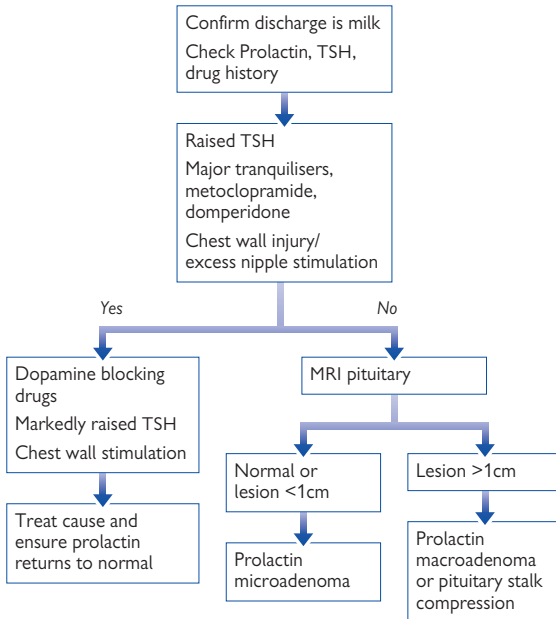 Confirm discharge is milk
Check Prolactin, TSH,
drug history
Raised TSH
Major tranquilisers,
metoclopramide,
domperidone
Chest wall injury/
excess nipple stimulation
Yes
No
Dopamine blocking
drugs
Markedly raised TSH
Chest wall stimulation
MRI pituitary
Normal or
lesion <1cm
Lesion >1cm
Treat cause and
ensure prolactin
returns to normal
Prolactin
microadenoma
Prolactin
macroadenoma
or pituitary stalk
compression